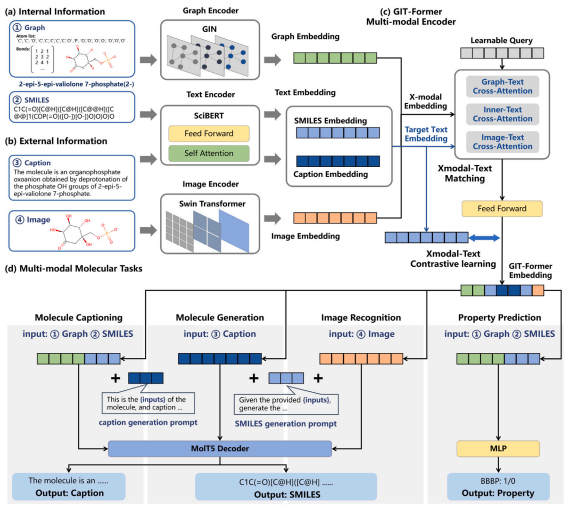 (a) Internal Information
① Graph
Atom list:
'C', 'C', 'O', 'C', 'C', 'C', 'C', 'C', 'O', 'P', 'O', 'O', 'O', 'O', 'O', 'O'
Bonds:
1 2 1
2 3 2
2 4 1
......
2-epi-5-epi-valiolone 7-phosphate(2-)
② SMILES
(b) External Information
③ Caption
The molecule is an organophosphate
oxoanion obtained by deprotonation of
the phosphate OH groups of 2-epi-5-
epi-valiolone 7-phosphate.
④ Image
Graph Encoder
GIN
Text Encoder
SciBERT
Feed Forward
Self Attention
Image Encoder
Swin Transformer
Graph Embedding
Text Embedding
SMILES Embedding
Caption Embedding
Image Embedding
(c) GIT-Former
Multi-modal Encoder
Learnable Query
X-modal
Embedding
Target Text
Embedding
Graph-Text
Cross-Attention
Inner-Text
Cross-Attention
Image-Text
Cross-Attention
Xmodal-Text
Matching
Feed Forward
Xmodal-Text
Contrastive learning
GIT-Former
Embedding
(d) Multi-modal Molecular Tasks
Molecule Captioning
input: ① Graph ② SMILES
Molecule Generation
input: ③ Caption
Image Recognition
input: ④ Image
Property Prediction
input: ① Graph ② SMILES
+
This is the (inputs) of the
molecule, and caption ...
caption generation prompt
+
+
Given the provided (inputs),
generate the ...
SMILES generation prompt
MolT5 Decoder
MLP
The molecule is an ......
Output: Caption
C1C(=O)[C@H]([C@H] ......
Output: SMILES
BBBP: 1/0
Output: Property